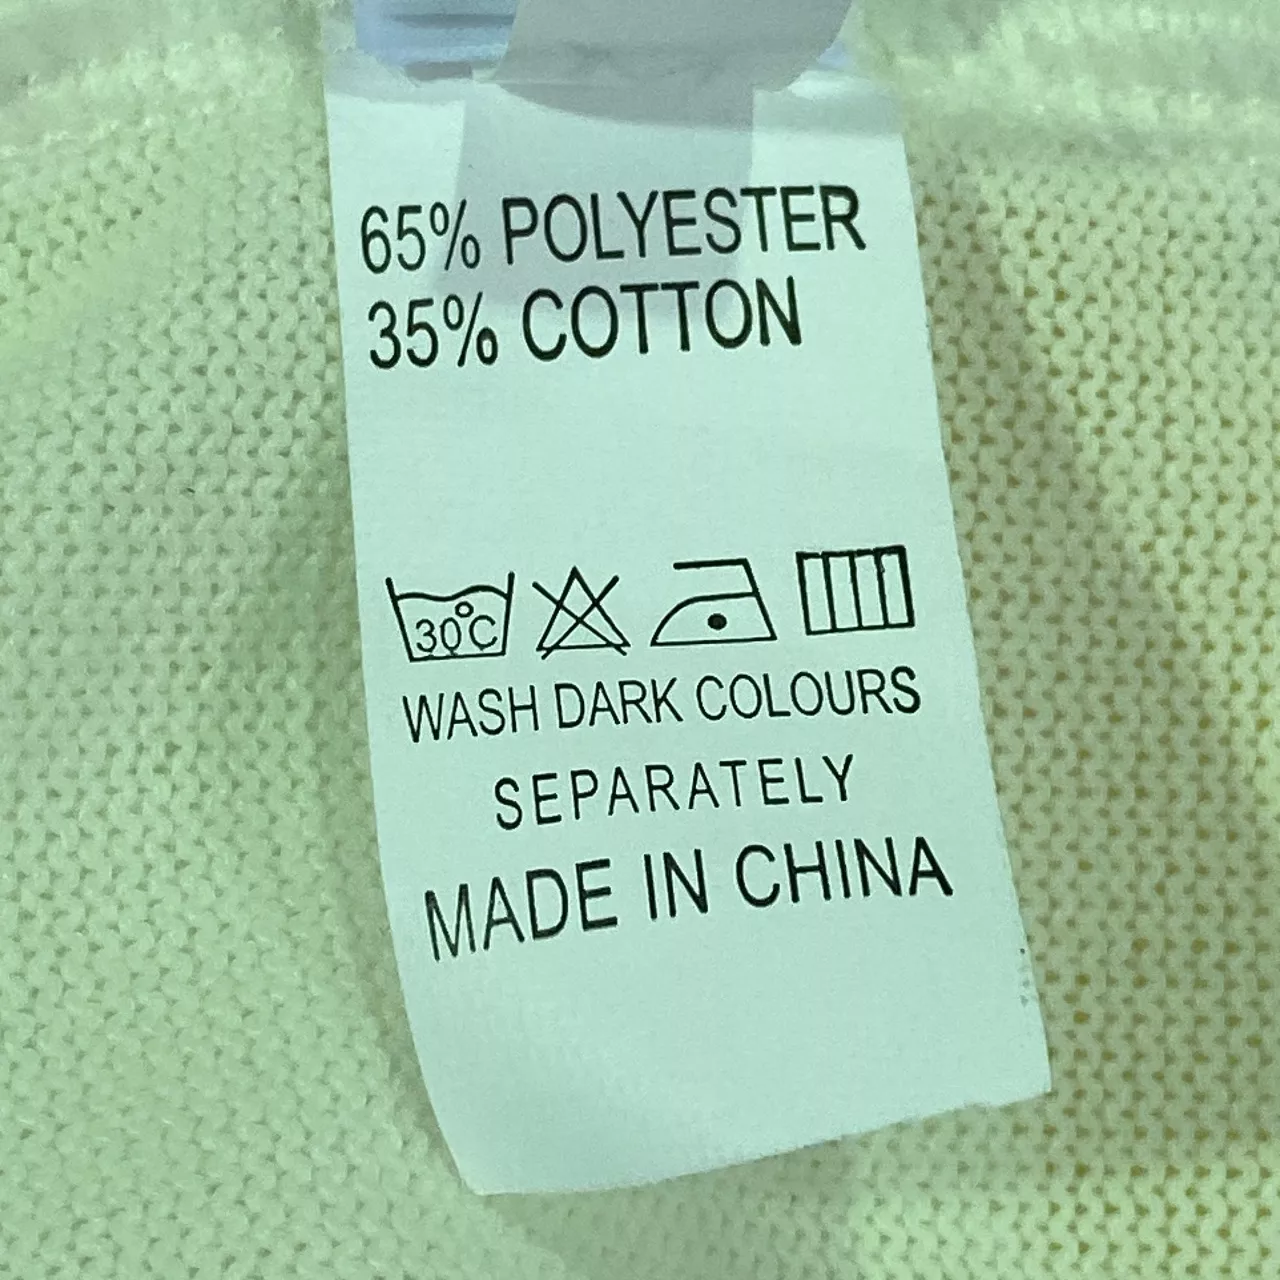 65% POLYESTER
35% COTTON
30°C
WASH DARK COLOURS
SEPARATELY
MADE IN CHINA